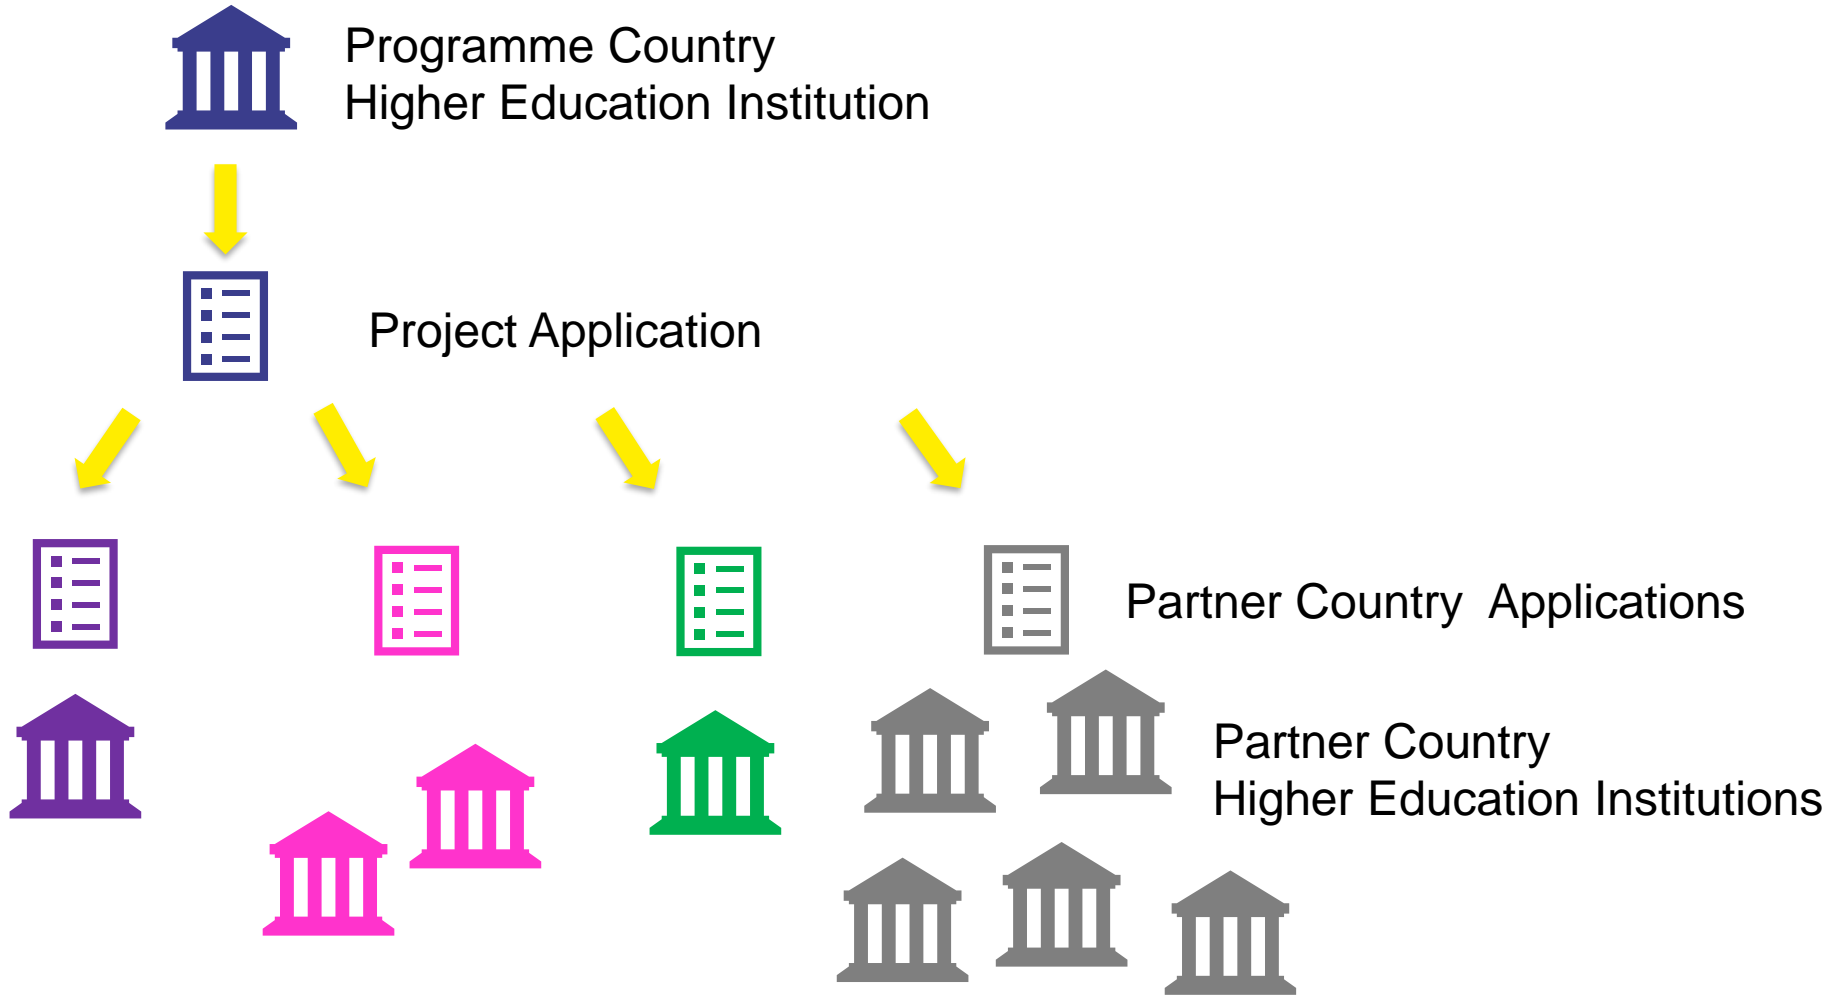 Programme Country
Higher Education Institution
Project Application
Partner Country  Applications
Partner Country
Higher Education Institutions